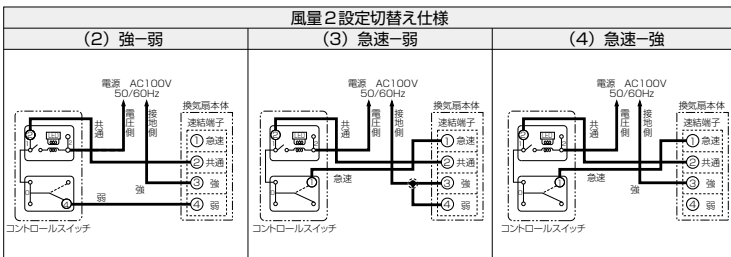 風量2設定切替え仕様
(2) 強−弱
(3) 急速−弱
(4) 急速−強
電源 AC100V
50/60Hz
換気扇本体
速結端子
共通
電圧側
接地側
LED
2
① 急速
② 共通
③ 強
④ 弱
4
強
弱
コントロールスイッチ
電源 AC100V
50/60Hz
換気扇本体
速結端子
共通
電圧側
接地側
LED
2
① 急速
② 共通
③ 強
④ 弱
急速
コントロールスイッチ
電源 AC100V
50/60Hz
換気扇本体
速結端子
共通
電圧側
接地側
LED
2
① 急速
② 共通
③ 強
④ 弱
急速
強
コントロールスイッチ